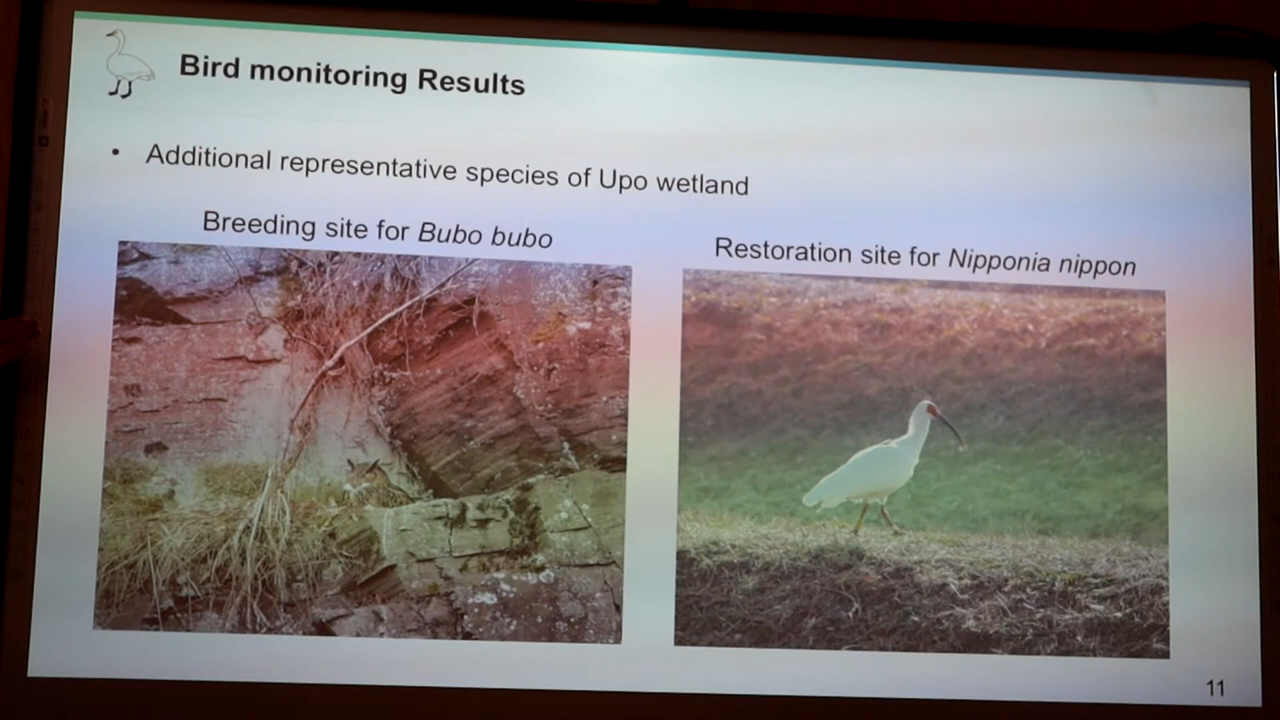 Bird monitoring Results
• Additional representative species of Upo wetland
Breeding site for Bubo bubo
Restoration site for Nipponia nippon
11